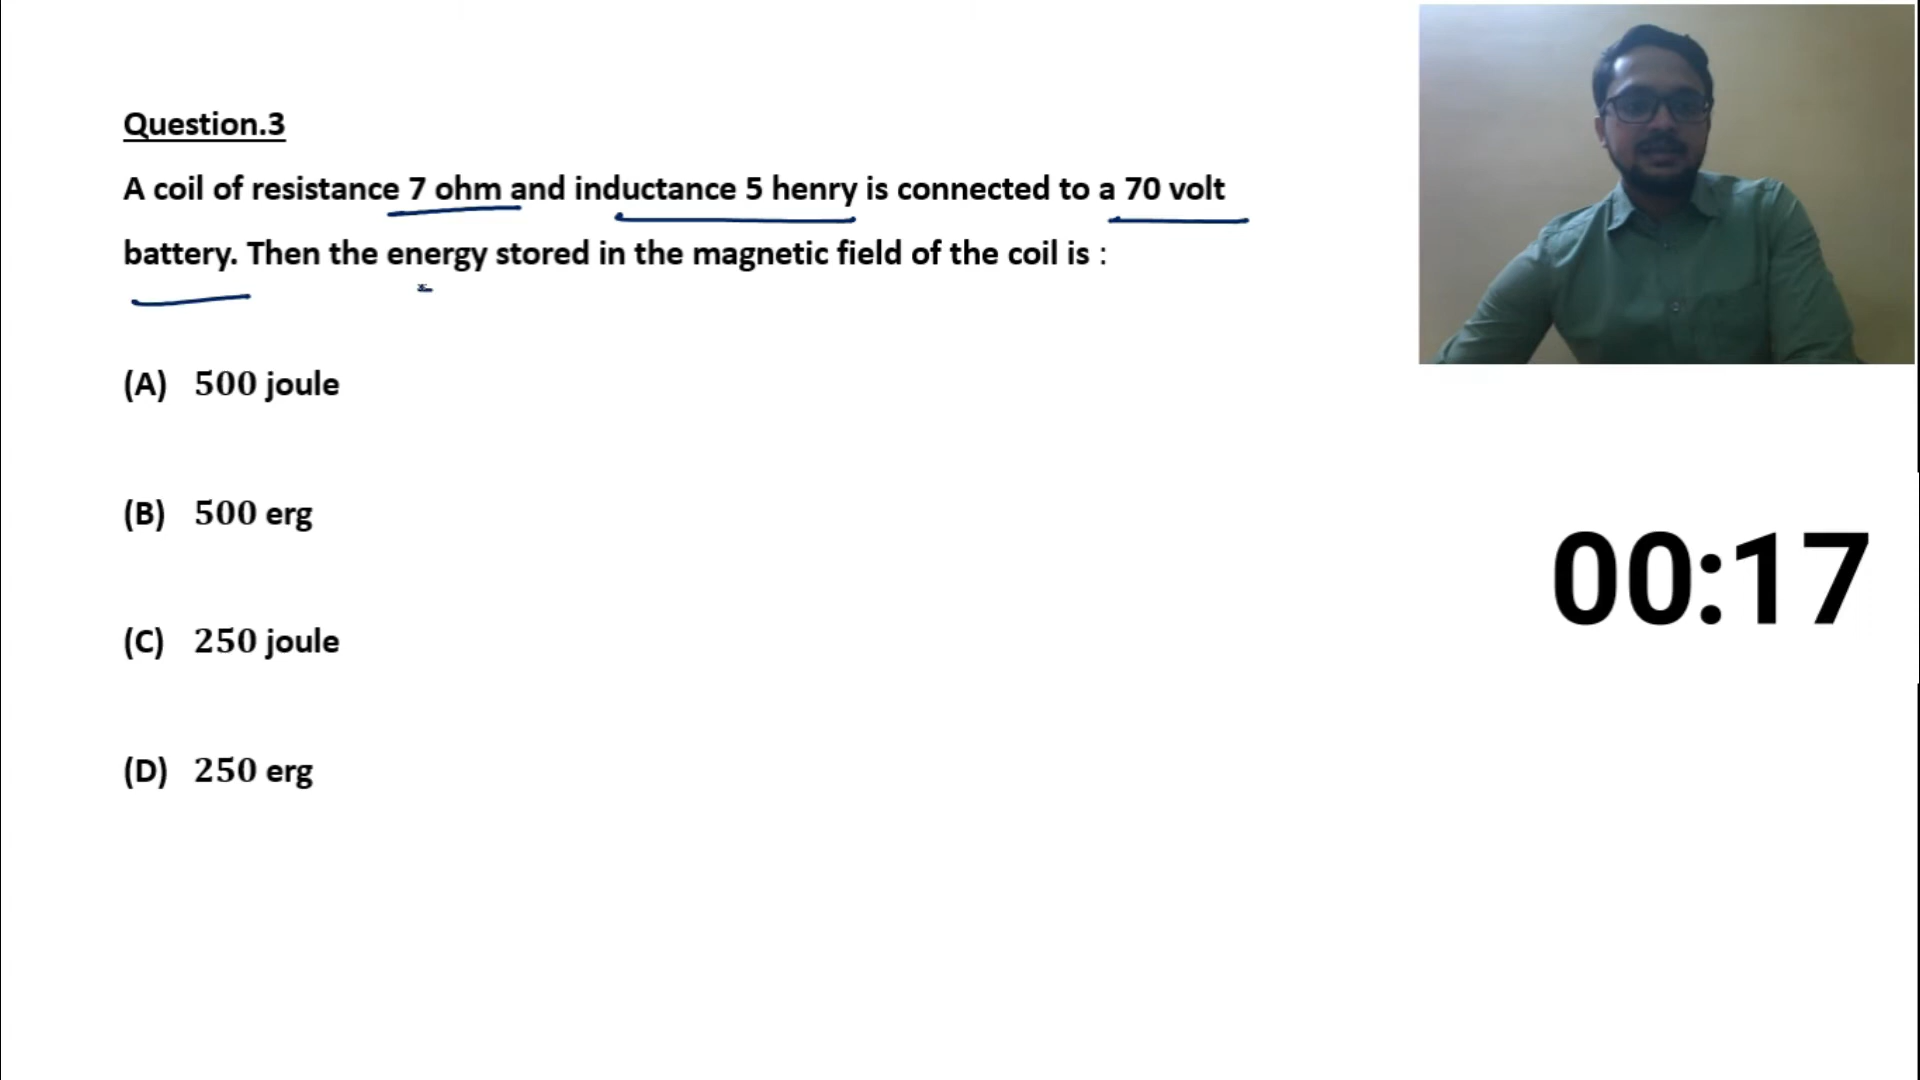 Question.3
A coil of resistance 7 ohm and inductance 5 henry is connected to a 70 volt
battery. Then the energy stored in the magnetic field of the coil is :
(A) 500 joule
(B) 500 erg
00:17
(C) 250 joule
(D) 250 erg